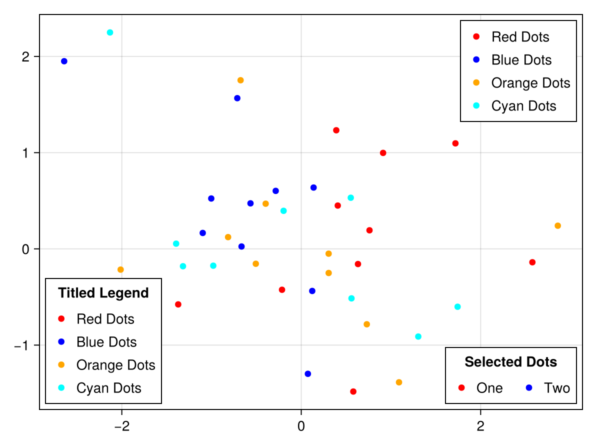 2
1
0
−1
−2
0
2
Red Dots
Blue Dots
Orange Dots
Cyan Dots
Titled Legend
Red Dots
Blue Dots
Orange Dots
Cyan Dots
Selected Dots
One Two